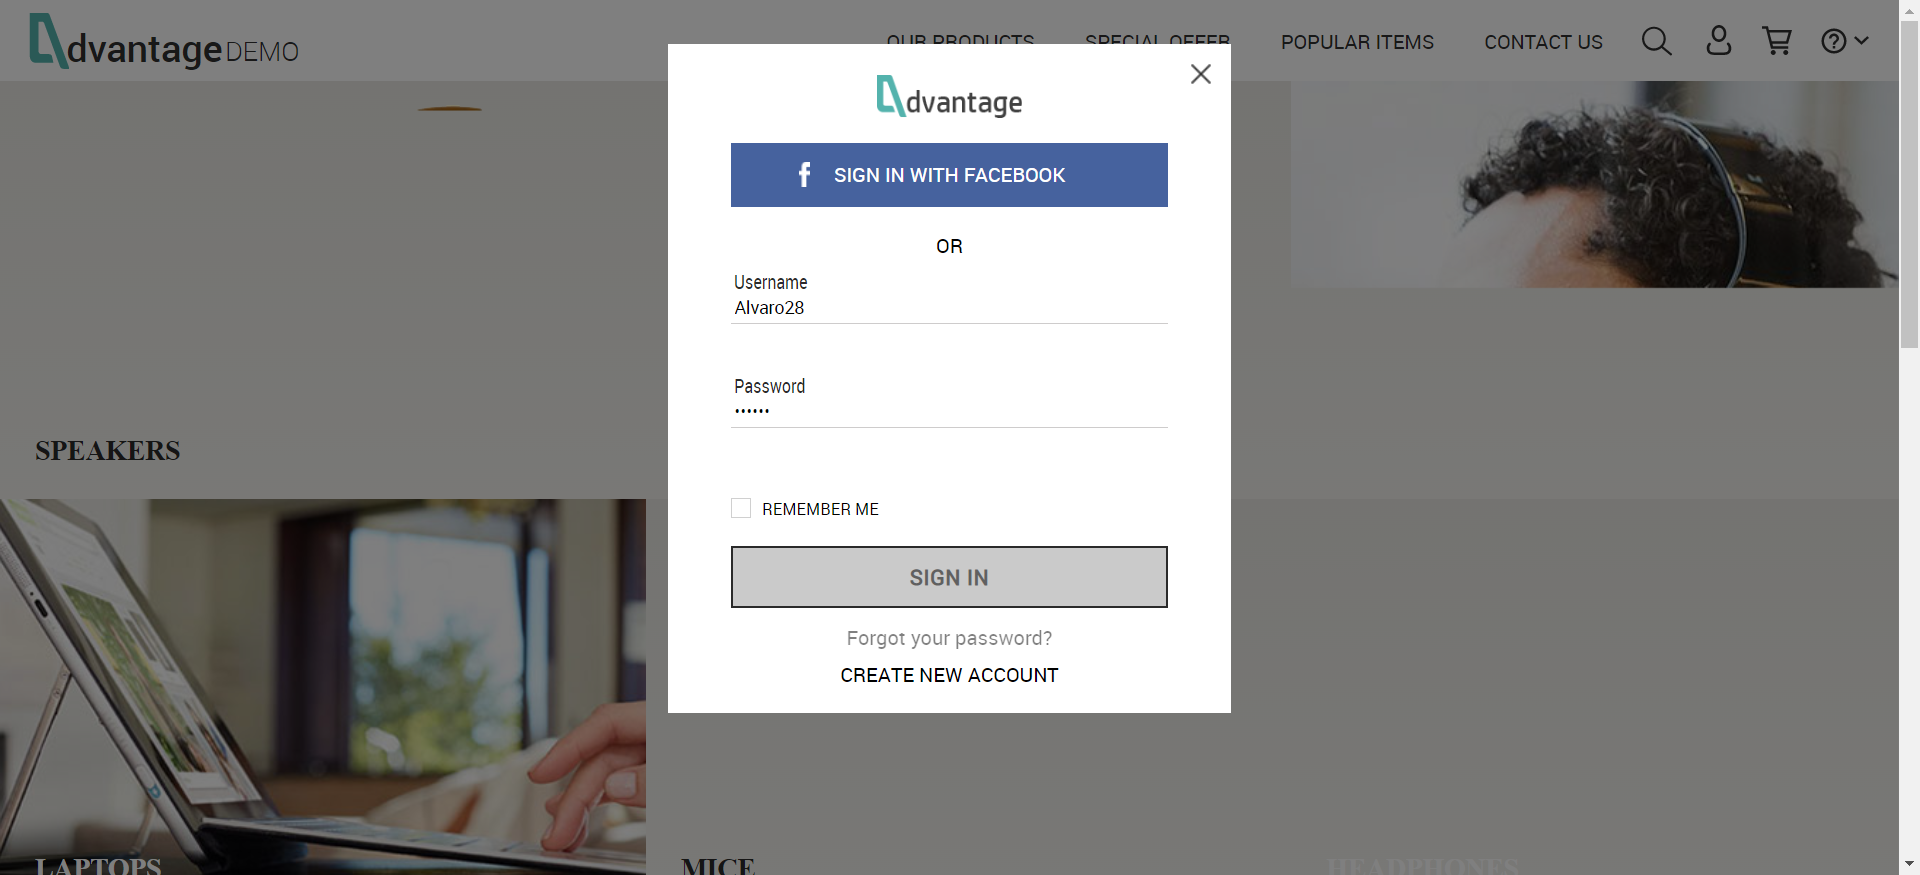 dvantage DEMO
OUR PRODUCTS
SPECIAL OFFER
POPULAR ITEMS
CONTACT US
dvantage
SIGN IN WITH FACEBOOK
OR
Username
Alvaro28
Password
••••••
REMEMBER ME
SIGN IN
Forgot your password?
CREATE NEW ACCOUNT
SPEAKERS
LAPTOPS
MICE
HEADPHONES